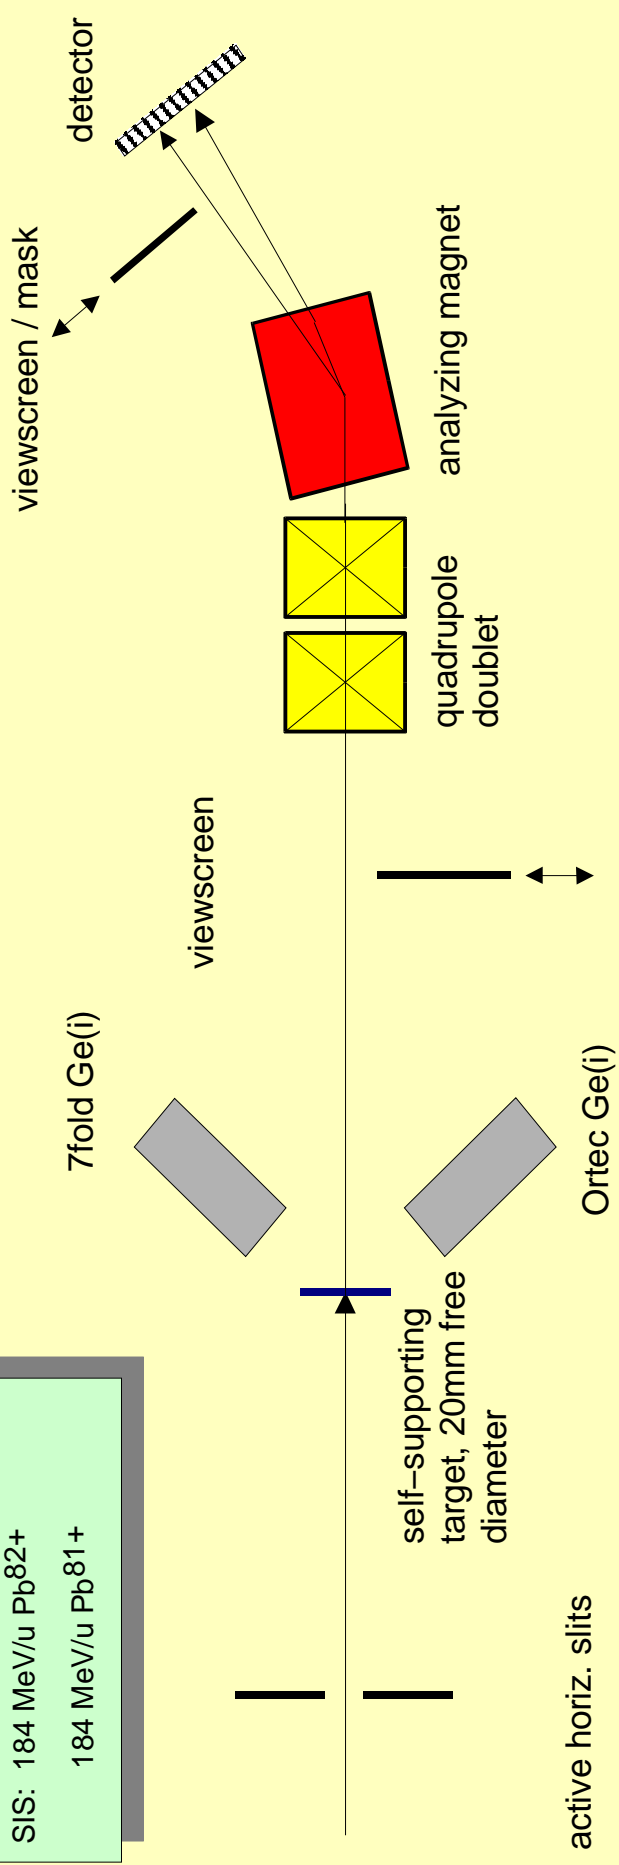 SIS: 184 MeV/u Pb82+
184 MeV/u Pb81+
active horiz. slits
self−supporting
target, 20mm free
diameter
7fold Ge(i)
Ortec Ge(i)
viewscreen
quadrupole
doublet
analyzing magnet
viewscreen / mask
detector